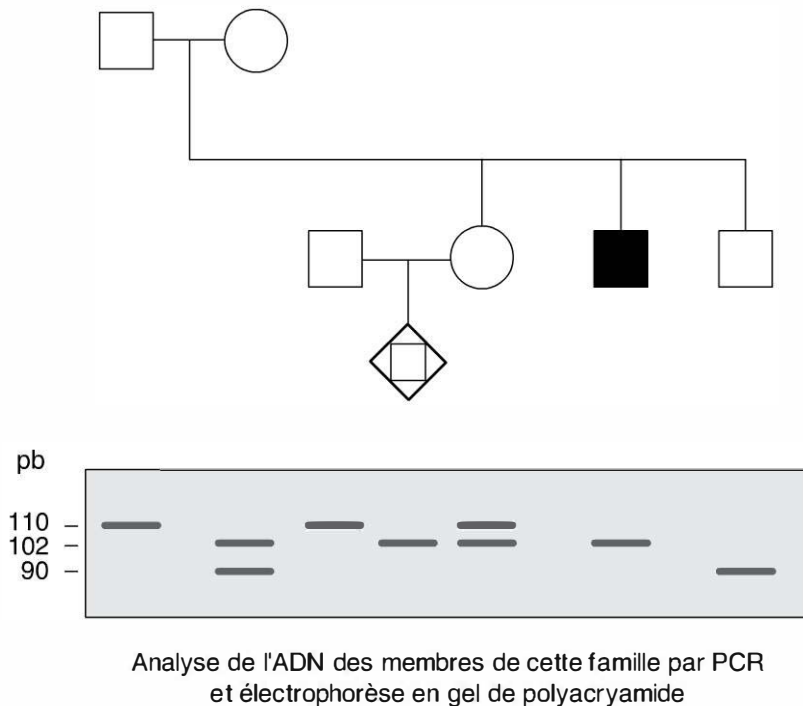 pb
110
102
90
Analyse de l'ADN des membres de cette famille par PCR
et électrophorèse en gel de polyacryamide